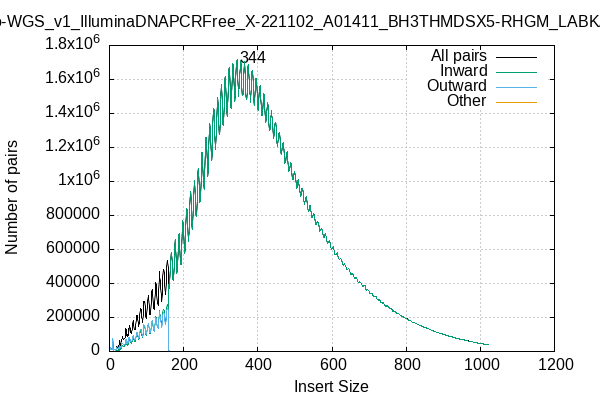 -WGS_v1_IlluminaDNAPCRFree_X-221102_A01411_BH3THMDSX5-RHGM_LABK
1.8x10^6
1.6x10^6
1.4x10^6
1.2x10^6
1x10^6
800000
600000
400000
200000
0
Number of pairs
344
All pairs
Inward
Outward
Other
0 200 400 600 800 1000 1200
Insert Size